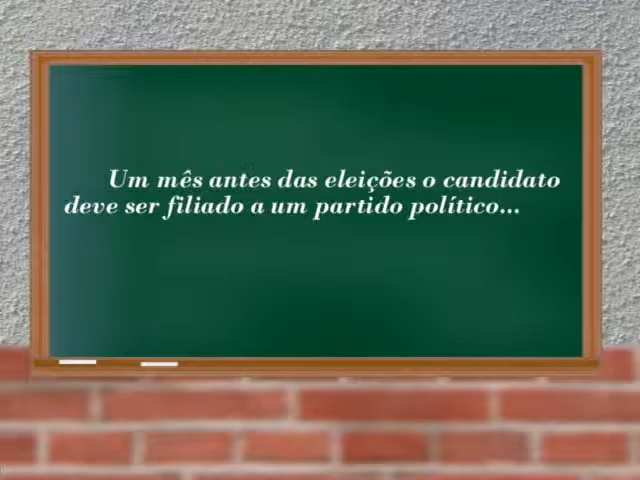 Um mês antes das eleições o candidato
deve ser filiado a um partido político...